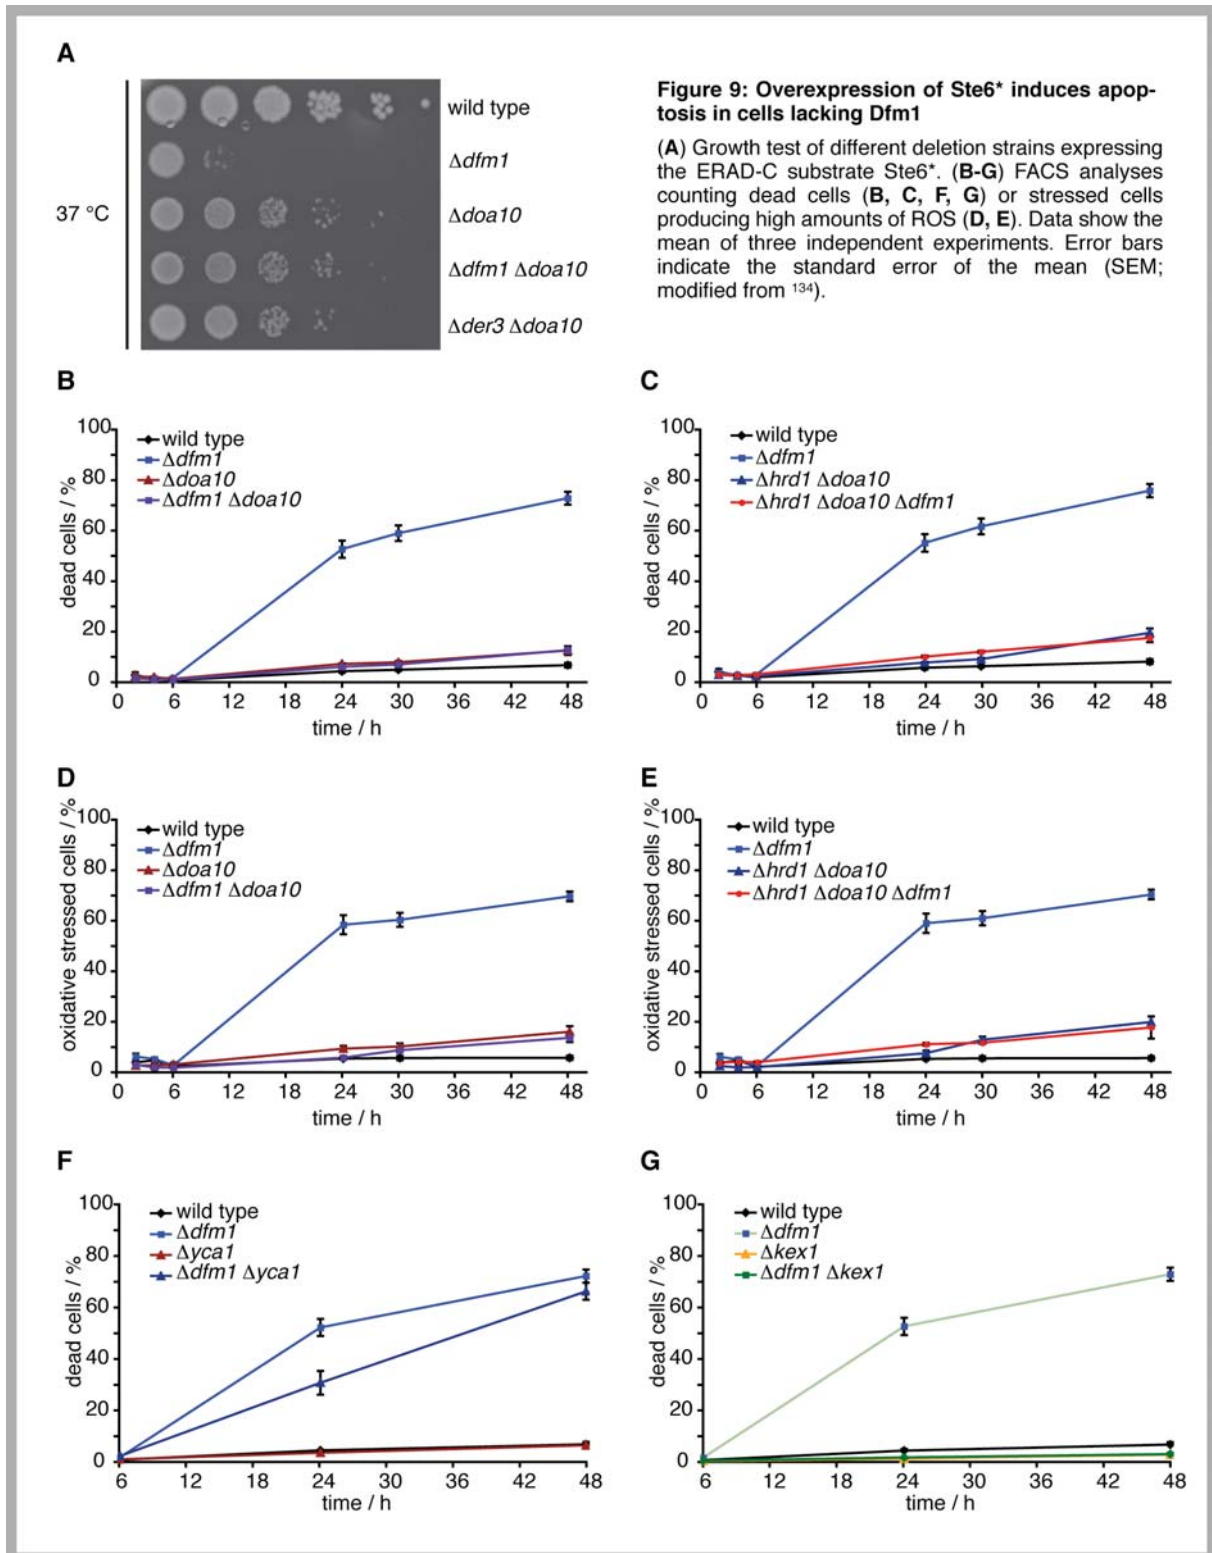 A
37 °C
wild type
Δdfm1
Δdoa10
Δdfm1 Δdoa10
Δder3 Δdoa10
Figure 9: Overexpression of Ste6* induces apop-
tosis in cells lacking Dfm1
(A) Growth test of different deletion strains expressing
the ERAD-C substrate Ste6*. (B-G) FACS analyses
counting dead cells (B, C, F, G) or stressed cells
producing high amounts of ROS (D, E). Data show the
mean of three independent experiments. Error bars
indicate the standard error of the mean (SEM;
modified from 134).
B
dead cells / %
100
80
60
40
20
0
wild type
Δdfm1
Δdoa10
Δdfm1 Δdoa10
0 6 12 18 24 30 36 42 48
time / h
C
dead cells / %
100
80
60
40
20
0
wild type
Δdfm1
Δhrd1 Δdoa10
Δhrd1 Δdoa10 Δdfm1
0 6 12 18 24 30 36 42 48
time / h
D
oxidative stressed cells / %
100
80
60
40
20
0
wild type
Δdfm1
Δdoa10
Δdfm1 Δdoa10
0 6 12 18 24 30 36 42 48
time / h
E
oxidative stressed cells / %
100
80
60
40
20
0
wild type
Δdfm1
Δhrd1 Δdoa10
Δhrd1 Δdoa10 Δdfm1
0 6 12 18 24 30 36 42 48
time / h
F
dead cells / %
100
80
60
40
20
0
wild type
Δdfm1
Δyca1
Δdfm1 Δyca1
6 12 18 24 30 36 42 48
time / h
G
dead cells / %
100
80
60
40
20
0
wild type
Δdfm1
Δkex1
Δdfm1 Δkex1
6 12 18 24 30 36 42 48
time / h